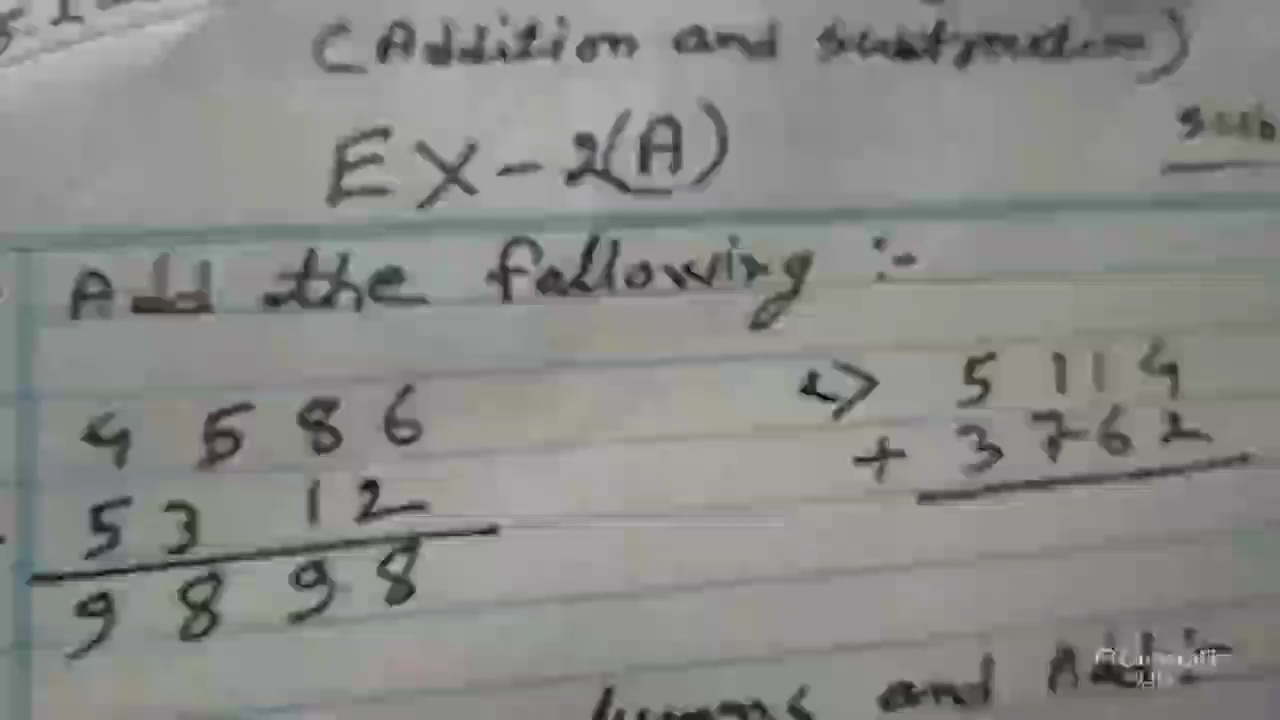 (Addition and subtraction)
EX-2(A)
Add the following :-
4 5 8 6
5 3 1 2
9 8 9 8
5 1 1 4
+ 3 7 6 2
and Addi